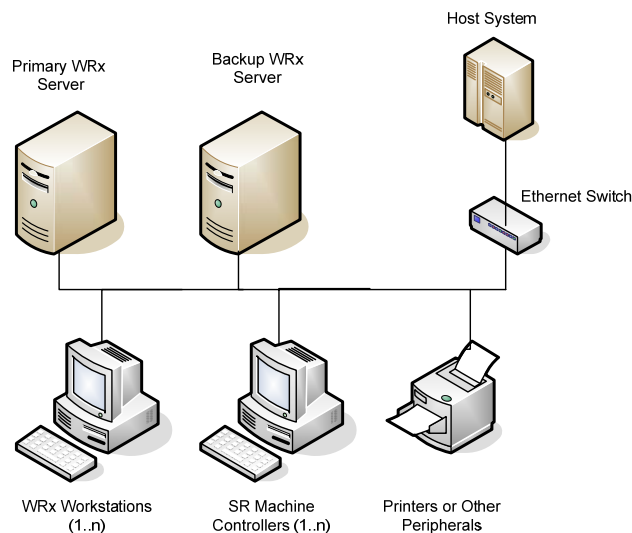 Host System
Primary WRx
Server
Backup WRx
Server
Ethernet Switch
WRx Workstations
(1..n)
SR Machine
Controllers (1..n)
Printers or Other
Peripherals